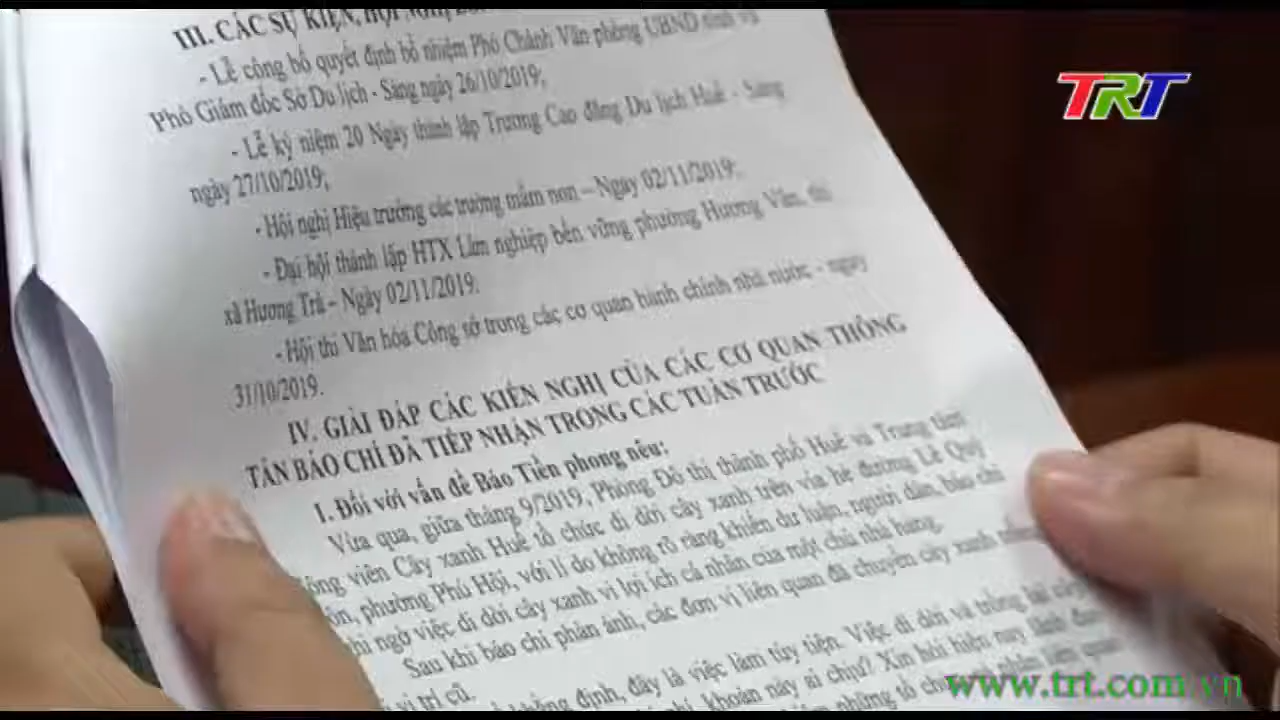 III. CÁC SỰ KIỆN, HỘI NGHỊ
- Lễ công bố quyết định bổ nhiệm Phó Chánh Văn phòng UBND tỉnh và
Phó Giám đốc Sở Du lịch - Sáng ngày 26/10/2019;
- Lễ kỷ niệm 20 Ngày thành lập Trường Cao đẳng Du lịch Huế - Sáng
ngày 27/10/2019;
- Hội nghị Hiệu trưởng các trường mầm non – Ngày 02/11/2019;
- Đại hội thành lập HTX Lâm nghiệp bền vững phường Hương Vân, thị
xã Hương Trà – Ngày 02/11/2019.
- Hội thi Văn hóa Công sở trong các cơ quan hành chính nhà nước - ngày
31/10/2019.
IV. GIẢI ĐÁP CÁC KIẾN NGHỊ CỦA CÁC CƠ QUAN THÔNG
TẤN BÁO CHÍ ĐÃ TIẾP NHẬN TRONG CÁC TUẦN TRƯỚC
1. Đối với vấn đề Báo Tiền phong nêu:
Vừa qua, giữa tháng 9/2019, Phòng Đô thị thành phố Huế và Trung tâm
viên Cây xanh Huế tổ chức di dời cây xanh trên vỉa hè đường Lê Quý
phường Phú Hội, với lí do không rõ ràng khiến dư luận, người dân, báo chí
ngờ việc di dời cây xanh vì lợi ích cá nhân của một chủ nhà hàng.
Sau khi báo chí phản ánh, các đơn vị liên quan đã chuyển cây xanh
vị trí cũ.
định, đây là việc làm tùy tiện. Việc di dời và trồng lại cây
khoản này ai chịu? Xin hỏi hiện nay
những tổ
TRT
www.trt.com.vn